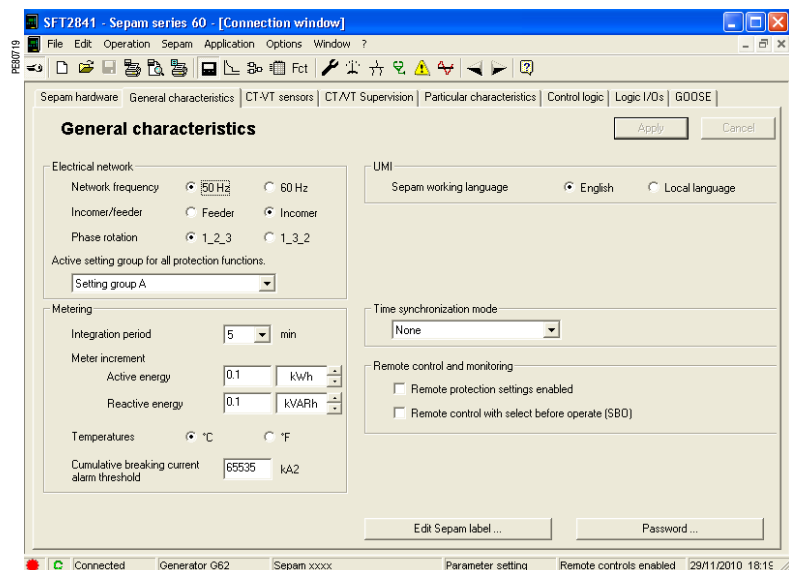 SFT2841 - Sepam series 60 - [Connection window]
File Edit Operation Sepam Application Options Window ?
PE80719
Fct
Sepam hardware General characteristics CT-VT sensors CT/VT Supervision Particular characteristics Control logic Logic I/Os GOOSE
General characteristics
Apply Cancel
Electrical network
Network frequency 50 Hz 60 Hz
Incomer/feeder Feeder Incomer
Phase rotation 1_2_3 1_3_2
Active setting group for all protection functions.
Setting group A
UMI
Sepam working language English Local language
Metering
Integration period 5 min
Meter increment
Active energy 0.1 kWh
Reactive energy 0.1 kVARh
Temperatures °C °F
Cumulative breaking current
alarm threshold 65535 kA2
Time synchronization mode
None
Remote control and monitoring
Remote protection settings enabled
Remote control with select before operate (SBO)
Edit Sepam label ... Password ...
Connected Generator G62 Sepam xxxx Parameter setting Remote controls enabled 29/11/2010 18:19